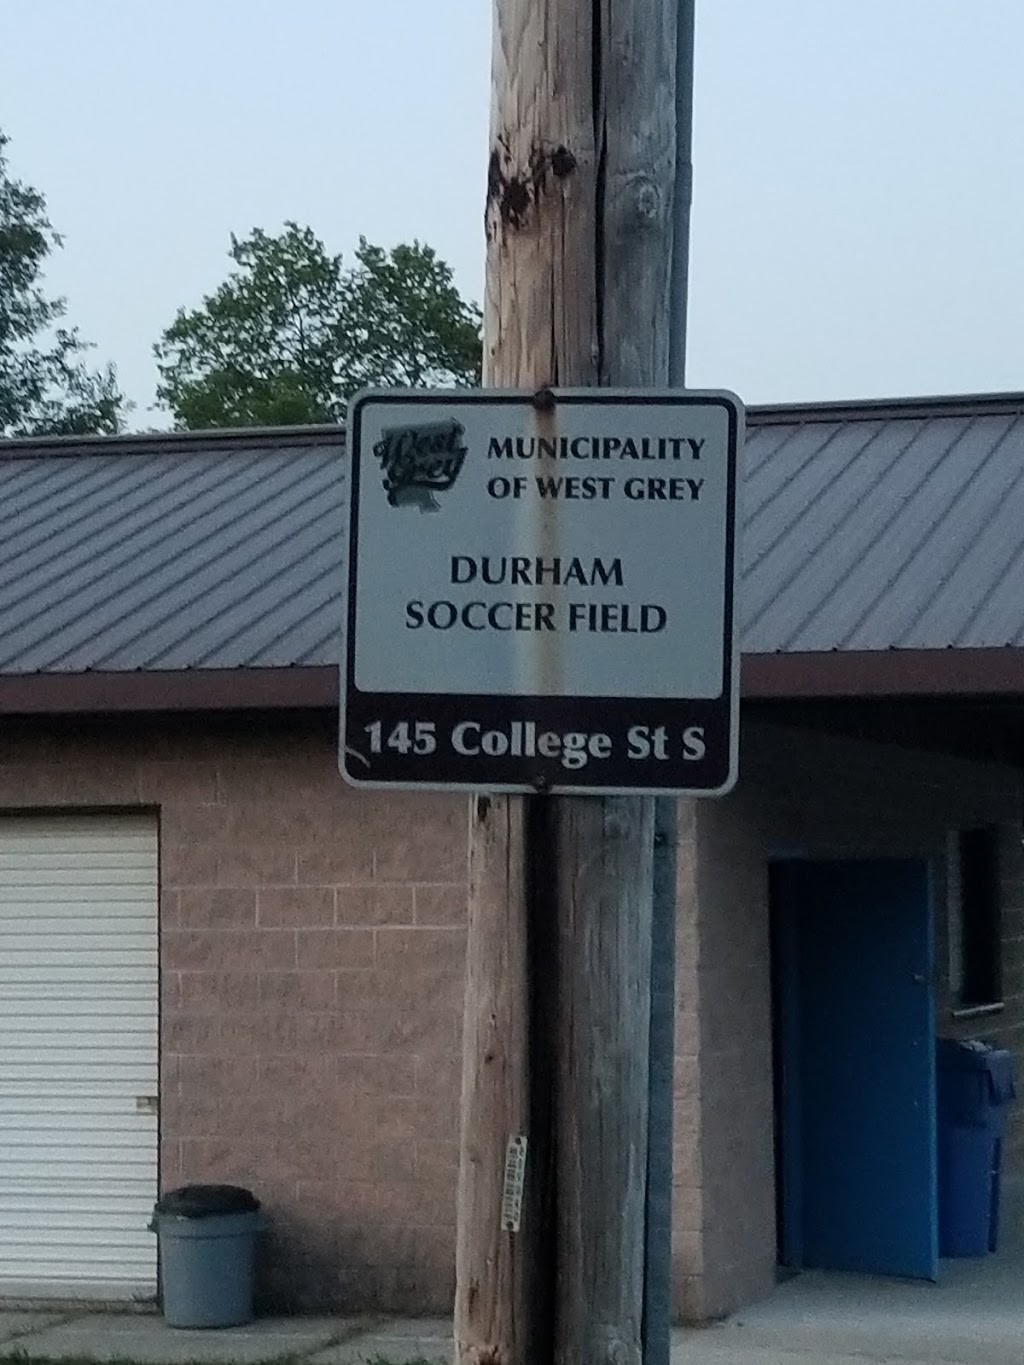 West
Grey
MUNICIPALITY
OF WEST GREY
DURHAM
SOCCER FIELD
145 College St S